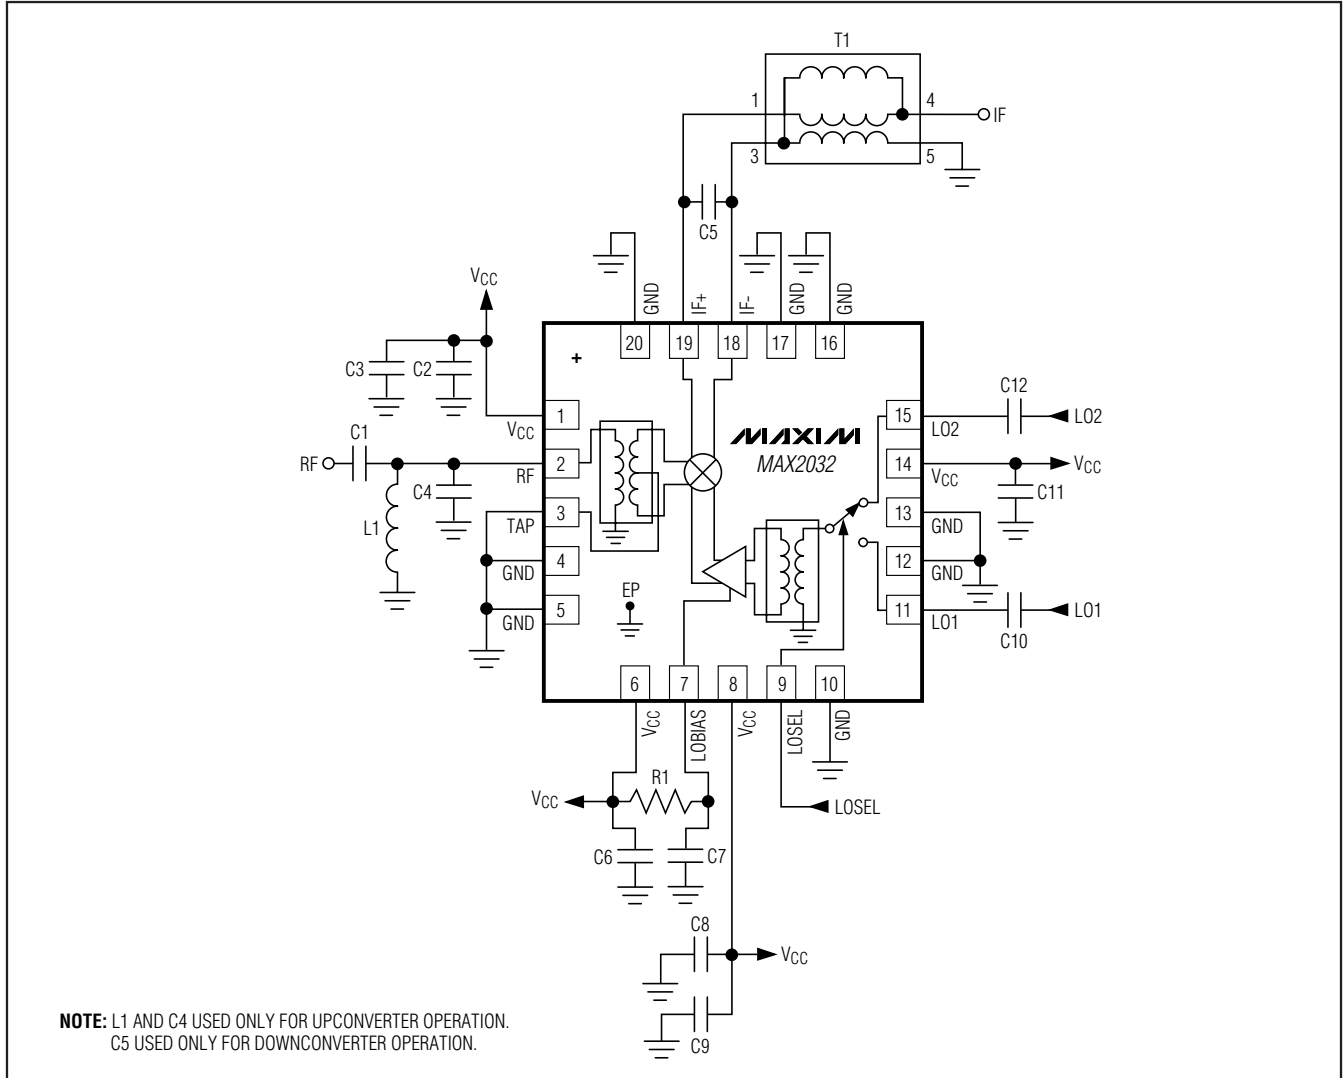 T1
1
4
IF
3
5
C5
GND
IF+
IF-
GND
GND
VCC
20
19
18
17
16
+
C3
C2
C12
1
15
LO2
VCC
LO2
C1
MAXIM
MAX2032
RF
2
14
VCC
RF
VCC
C4
C11
L1
3
13
TAP
GND
4
12
GND
GND
EP
5
11
LO1
GND
LO1
C10
6
7
8
9
10
VCC
LOBIAS
VCC
LOSEL
GND
R1
VCC
LOSEL
C6
C7
C8
VCC
C9
NOTE: L1 AND C4 USED ONLY FOR UPCONVERTER OPERATION.
C5 USED ONLY FOR DOWNCONVERTER OPERATION.